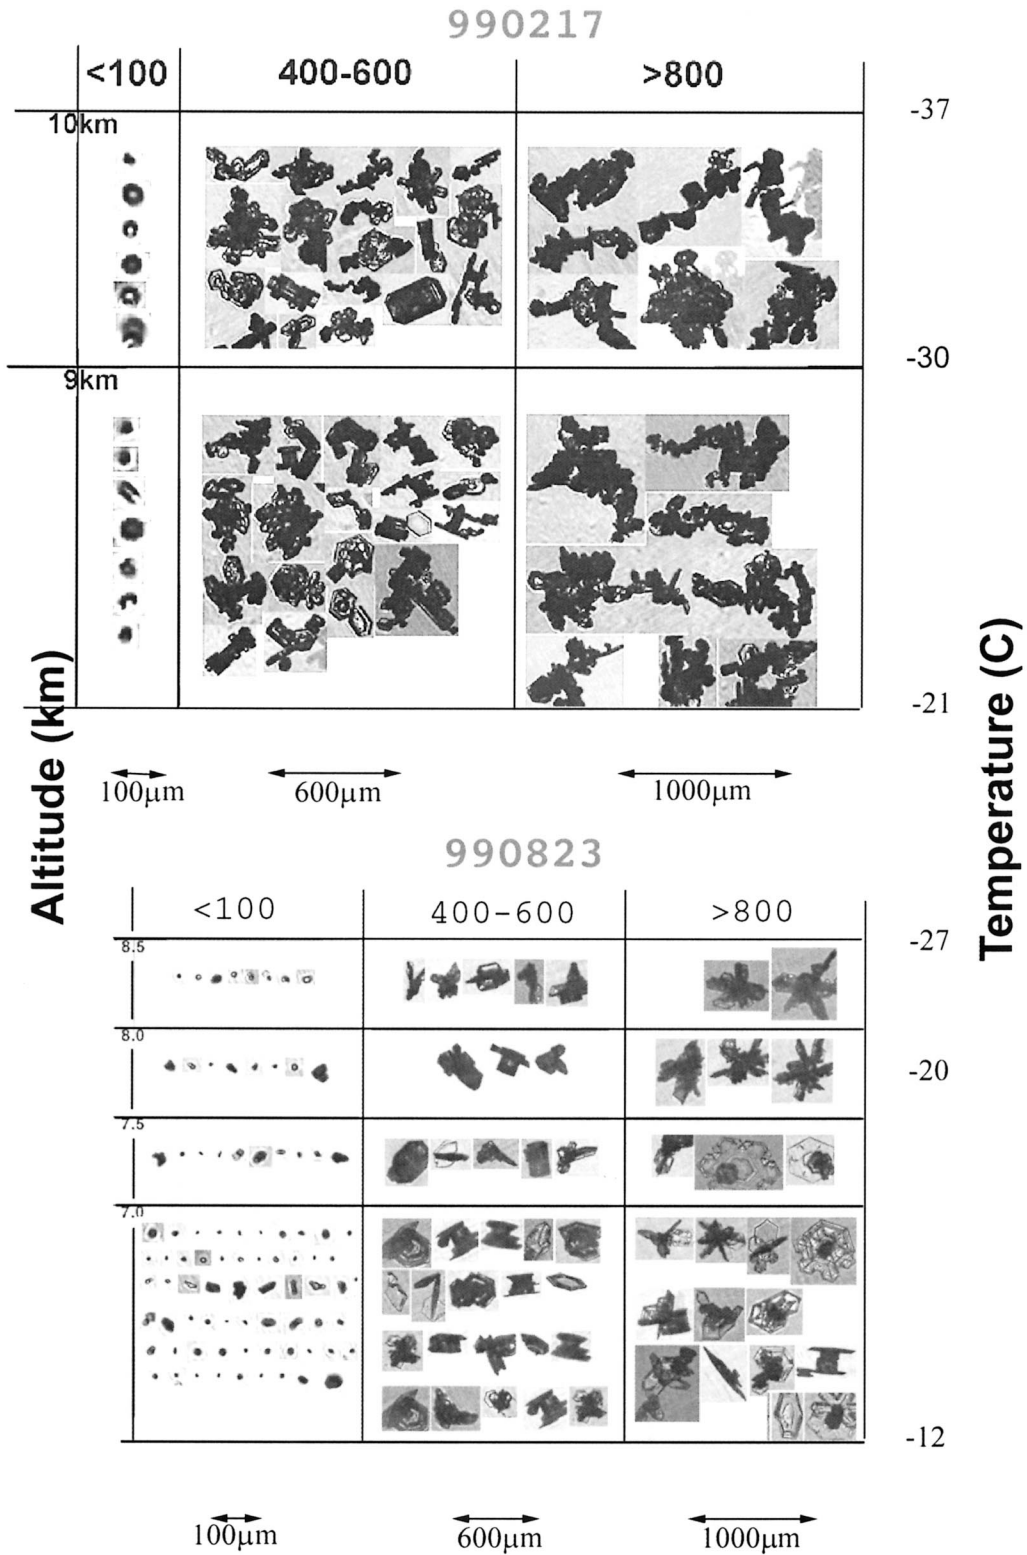 990217
<100 400-600 >800
-37
10km
-30
9km
-21
Altitude (km)
Temperature (C)
100μm 600μm 1000μm
990823
<100 400-600 >800
-27
8.5
8.0
-20
7.5
7.0
-12
100μm 600μm 1000μm